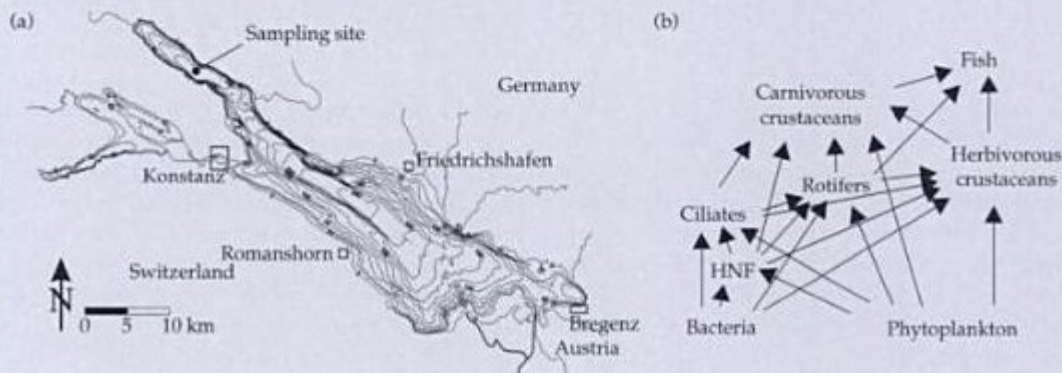 (a)
Sampling site
Germany
Friedrichshafen
Konstanz
Romanshorn
Switzerland
N
0 5 10 km
Bregenz
Austria
(b)
Fish
Carnivorous
crustaceans
Herbivorous
crustaceans
Rotifers
Ciliates
HNF
Bacteria
Phytoplankton